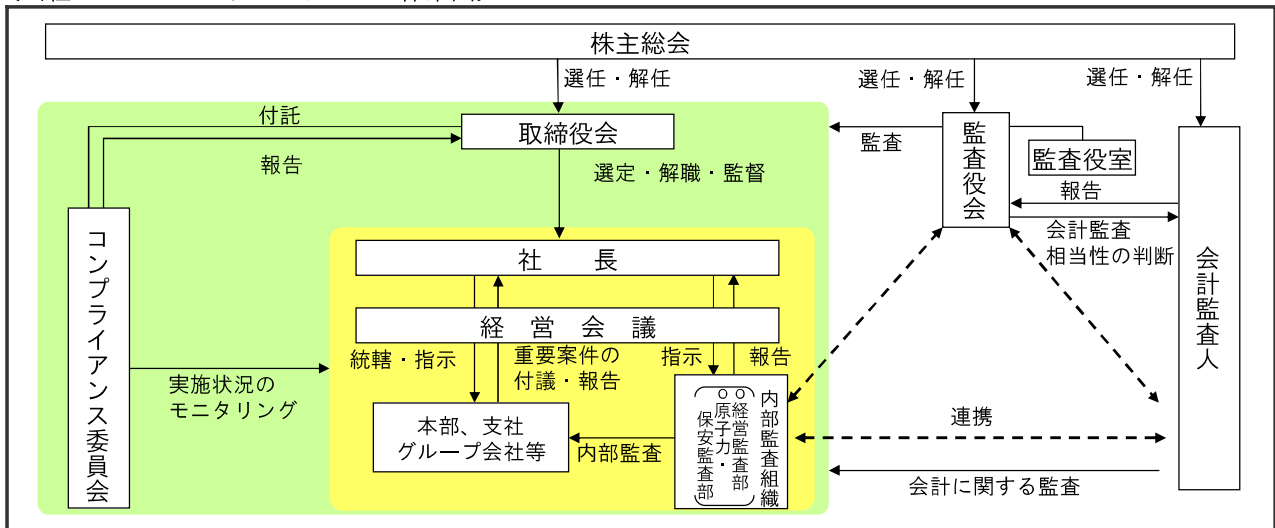 株主総会
選任・解任
選任・解任
選任・解任
付託
報告
取締役会
選定・解職・監督
監査
監査役会
監査役室
報告
会計監査
相当性の判断
会計監査人
コンプライアンス委員会
実施状況の
モニタリング
社 長
経 営 会 議
統轄・指示
重要案件の
付議・報告
指示
報告
本部、支社
グループ会社等
内部監査
内部監査組織
○経営監査部
○原子力・
保安監査部
連携
会計に関する監査